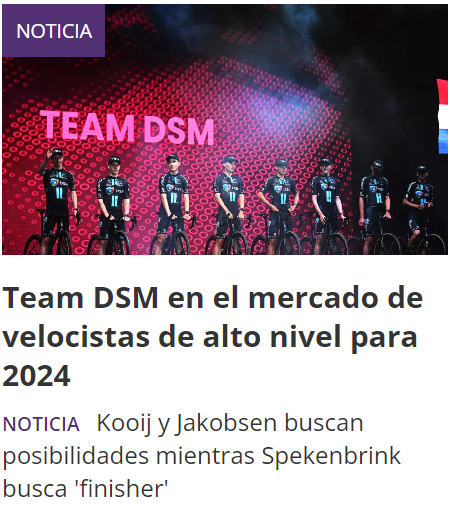 NOTICIA
TEAM DSM
Team DSM en el mercado de
velocistas de alto nivel para
2024
NOTICIA Kooij y Jakobsen buscan
posibilidades mientras Spekenbrink
busca 'finisher'